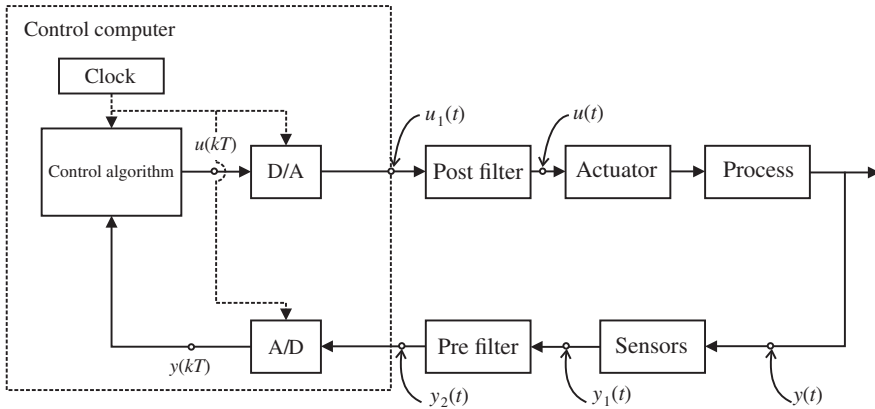 Control computer
Clock
Control algorithm
u(kT)
D/A
u₁(t)
Post filter
u(t)
Actuator
Process
y(kT)
A/D
y₂(t)
Pre filter
y₁(t)
Sensors
y(t)